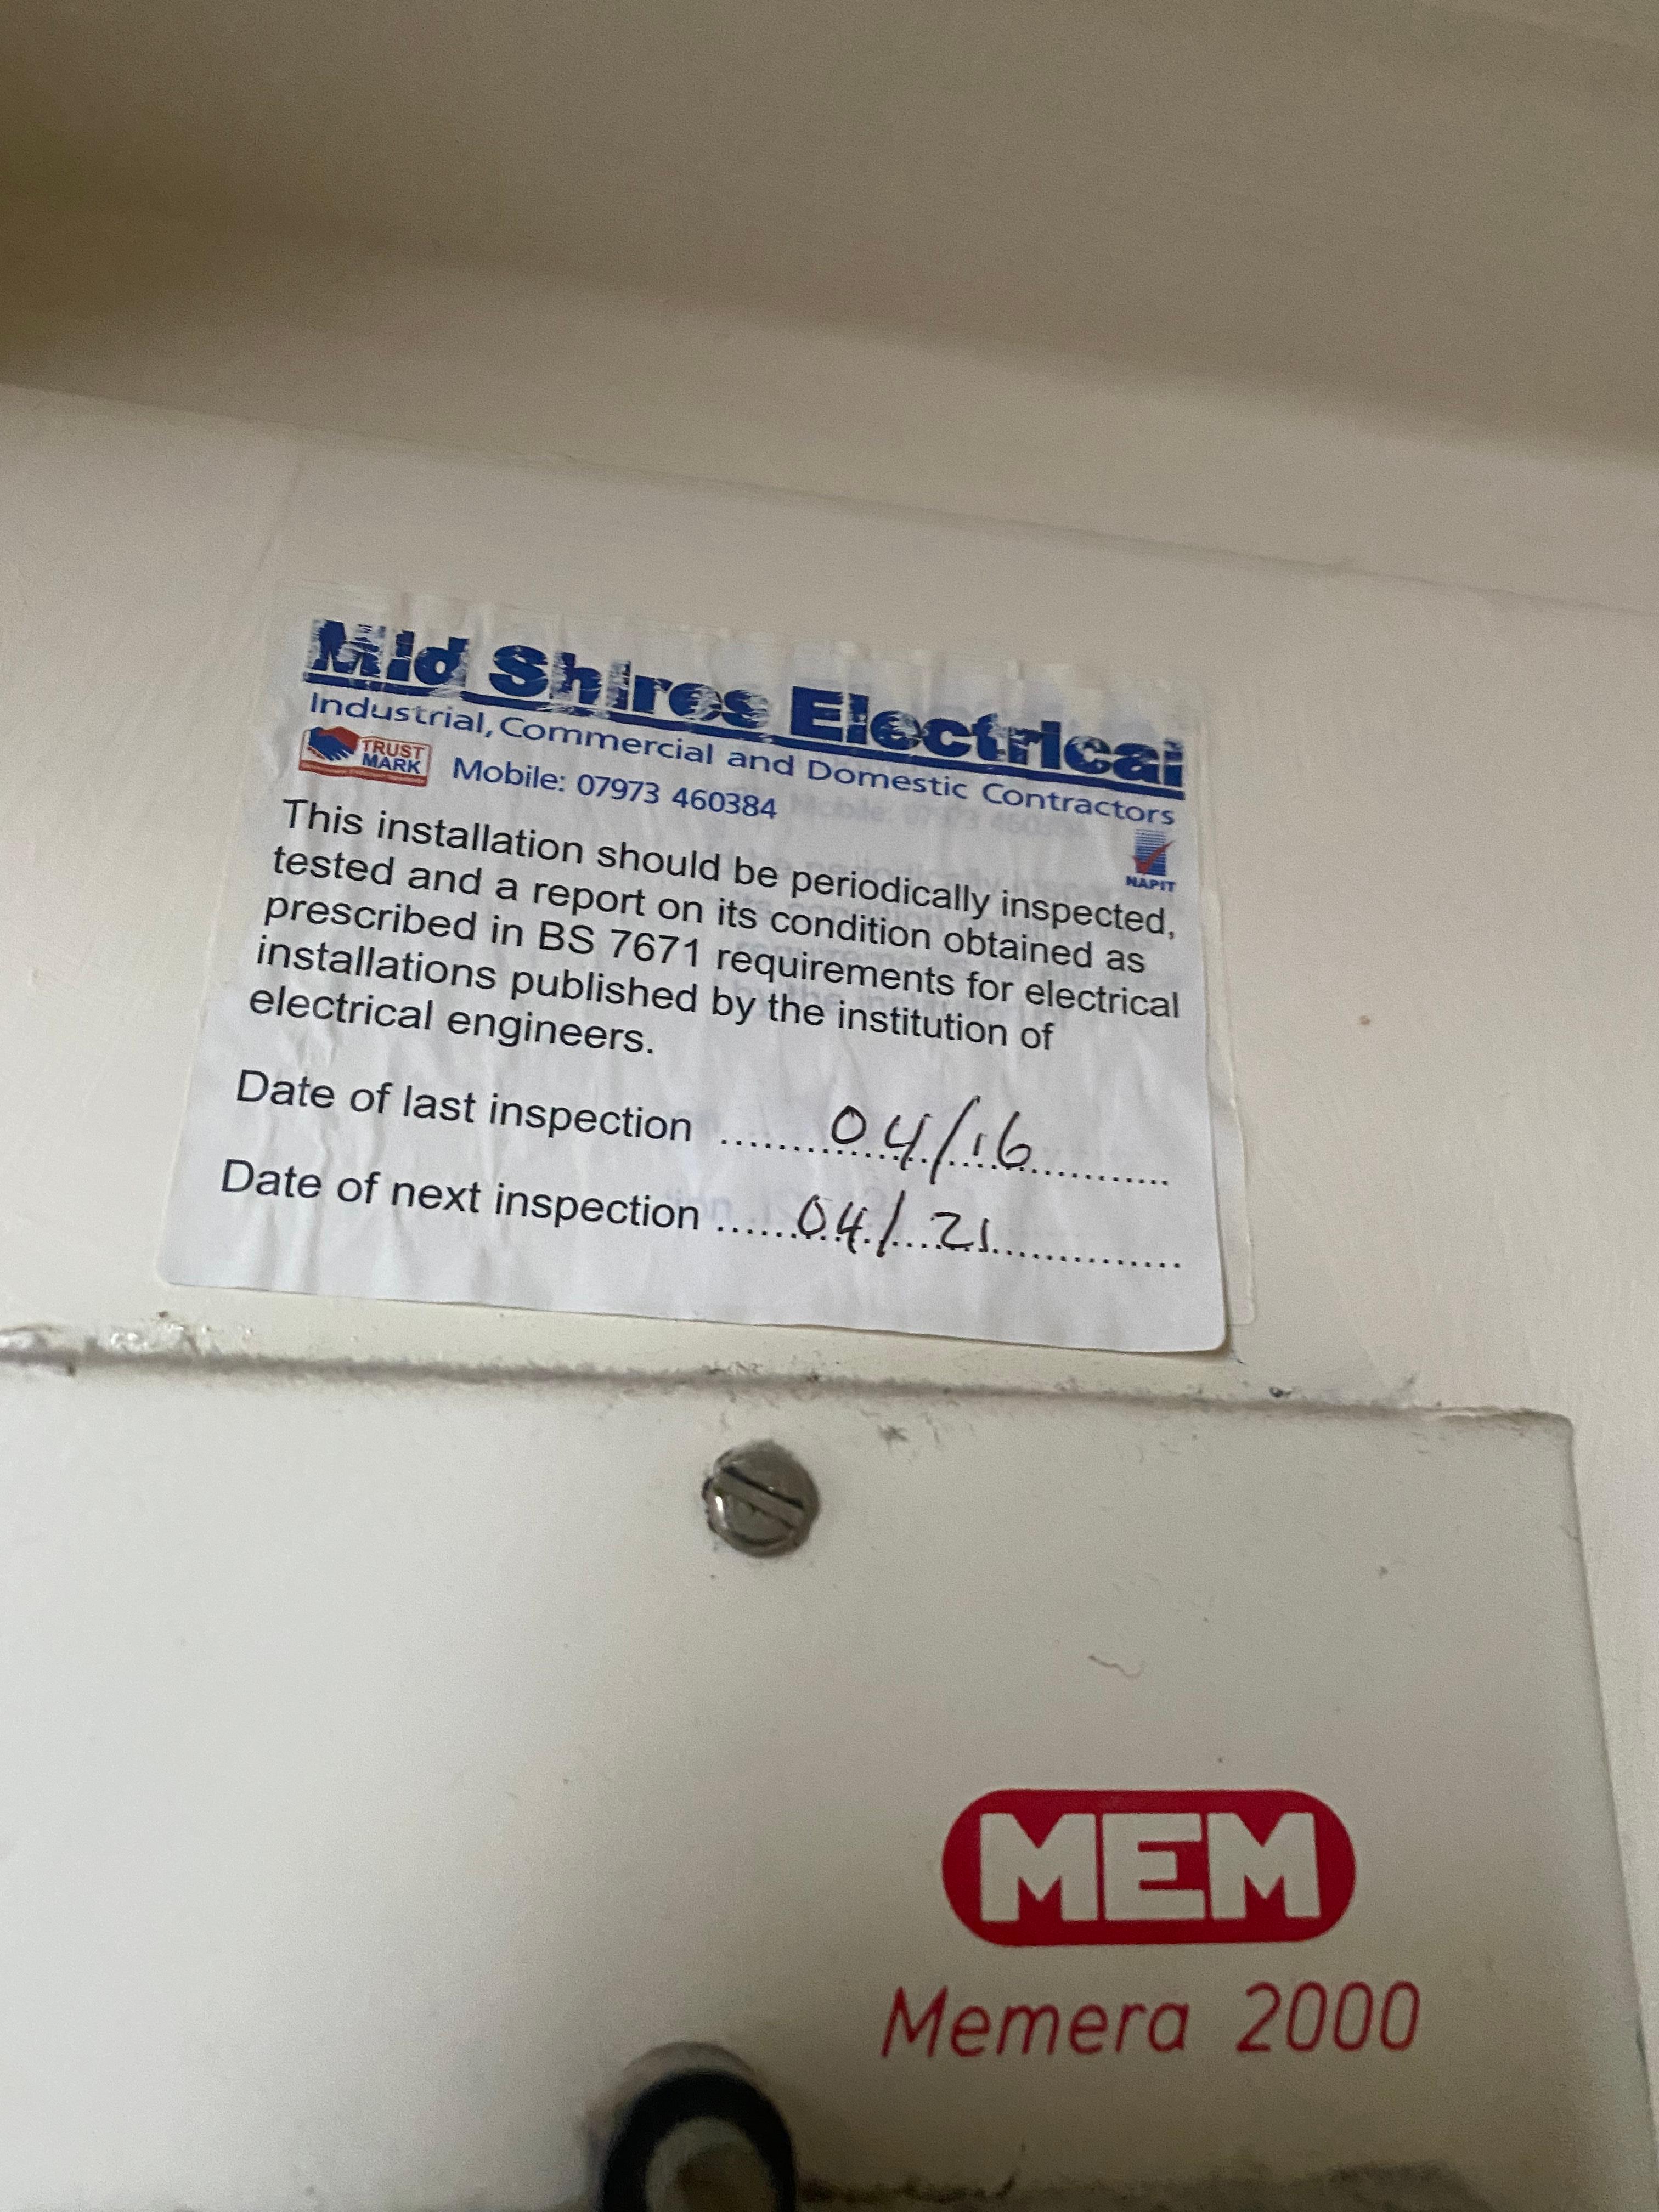 Mid Shires Electrical
Industrial, Commercial and Domestic Contractors
TRUST
MARK
Mobile: 07973 460384
NAPIT
This installation should be periodically inspected,
tested and a report on its condition obtained as
prescribed in BS 7671 requirements for electrical
installations published by the institution of
electrical engineers.
Date of last inspection ........04/16............
Date of next inspection ......04/21..............
MEM
Memera 2000